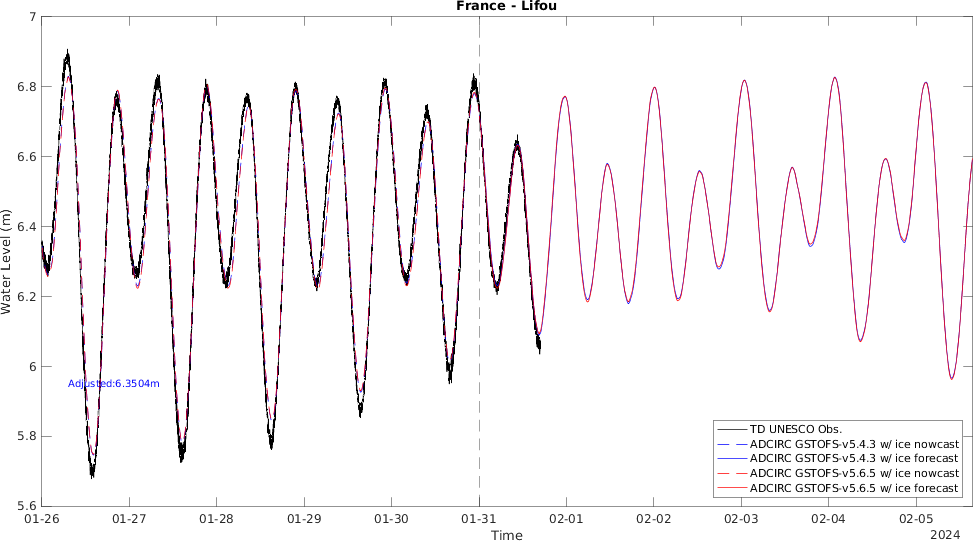 France - Lifou
Water Level (m)
7
6.8
6.6
6.4
6.2
6
5.8
5.6
Adjusted:6.3504m
TD UNESCO Obs.
ADCIRC GSTOFS-v5.4.3 w/ ice nowcast
ADCIRC GSTOFS-v5.4.3 w/ ice forecast
ADCIRC GSTOFS-v5.6.5 w/ ice nowcast
ADCIRC GSTOFS-v5.6.5 w/ ice forecast
01-26 01-27 01-28 01-29 01-30 01-31 02-01 02-02 02-03 02-04 02-05
Time
2024